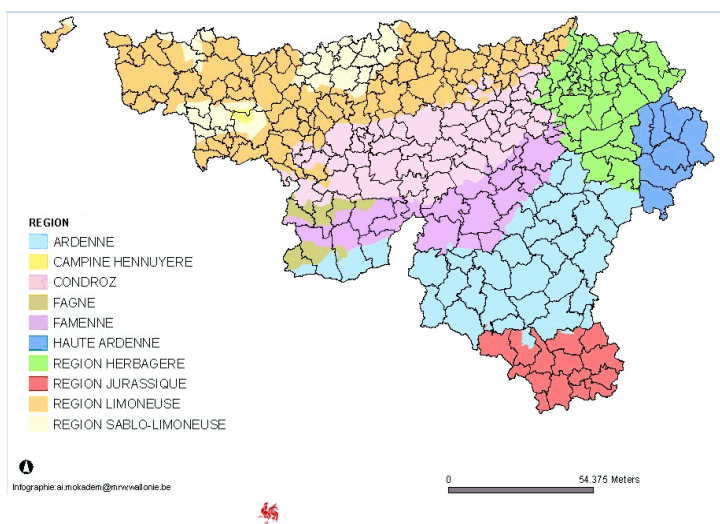 REGION
ARDENNE
CAMPINE HENNUYERE
CONDROZ
FAGNE
FAMENNE
HAUTE ARDENNE
REGION HERBAGERE
REGION JURASSIQUE
REGION LIMONEUSE
REGION SABLO-LIMONEUSE
Infographie:ai.mokadem@mrw.wallonie.be
0 54.375 Meters